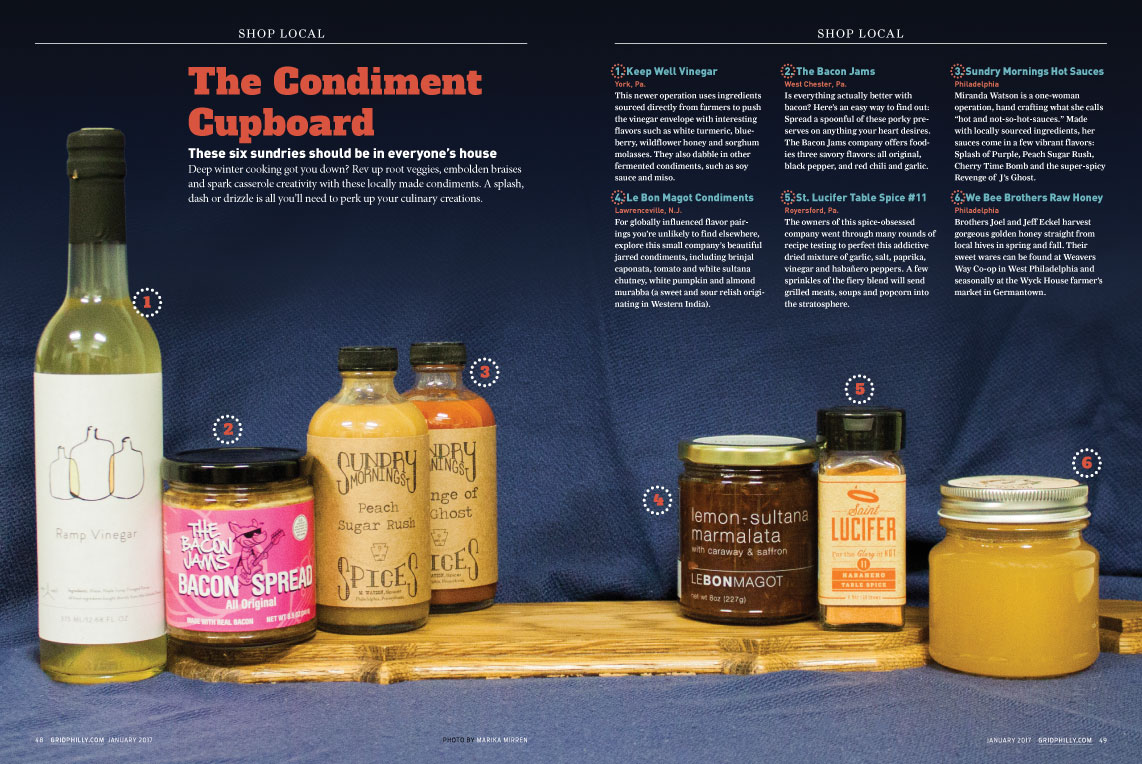 SHOP LOCAL
The Condiment
Cupboard
These six sundries should be in everyone's house
Deep winter cooking got you down? Rev up root veggies, embolden braises
and spark casserole creativity with these locally made condiments. A splash,
dash or drizzle is all you'll need to perk up your culinary creations.
SHOP LOCAL
1. Keep Well Vinegar
York, Pa.
This newer operation uses ingredients
sourced directly from farmers to push
the vinegar envelope with interesting
flavors such as white turmeric, blue-
berry, wildflower honey and sorghum
molasses. They also dabble in other
fermented condiments, such as soy
sauce and miso.
2. The Bacon Jams
West Chester, Pa.
Is everything actually better with
bacon? Here's an easy way to find out:
Spread a spoonful of these porky pre-
serves on anything your heart desires.
The Bacon Jams company offers food-
ies three savory flavors: all original,
black pepper, and red chili and garlic.
3. Sundry Mornings Hot Sauces
Philadelphia
Miranda Watson is a one-woman
operation, hand crafting what she calls
"hot and not-so-hot-sauces." Made
with locally sourced ingredients, her
sauces come in a few vibrant flavors:
Splash of Purple, Peach Sugar Rush,
Cherry Time Bomb and the super-spicy
Revenge of J's Ghost.
4. Le Bon Magot Condiments
Lawrenceville, N.J.
For globally influenced flavor pair-
ings you're unlikely to find elsewhere,
explore this small company's beautiful
jarred condiments, including brinjal
caponata, tomato and white sultana
chutney, white pumpkin and almond
murabba (a sweet and sour relish origi-
nating in Western India).
5. St. Lucifer Table Spice #11
Royersford, Pa.
The owners of this spice-obsessed
company went through many rounds of
recipe testing to perfect this addictive
dried mixture of garlic, salt, paprika,
vinegar and habañero peppers. A few
sprinkles of the fiery blend will send
grilled meats, soups and popcorn into
the stratosphere.
6. We Bee Brothers Raw Honey
Philadelphia
Brothers Joel and Jeff Eckel harvest
gorgeous golden honey straight from
local hives in spring and fall. Their
sweet wares can be found at Weavers
Way Co-op in West Philadelphia and
seasonally at the Wyck House farmer's
market in Germantown.
1
Ramp Vinegar
375 ML/12.68 FL. OZ
2
THE
BACON
JAMS
BACON SPREAD
All Original
MADE WITH REAL BACON
3
SUNDRY
MORNINGS
Peach
Sugar Rush
SPICES
NDRY
NINGS
nge of
Ghost
ICES
4
lemon-sultana
marmalata
with caraway & saffron
LEBONMAGOT
net wt 8oz (227g)
5
Saint
LUCIFER
11
HABANERO
TABLE SPICE
6
48 GRIDPHILLY.COM JANUARY 2017
PHOTO BY MARIKA MIRREN
JANUARY 2017 GRIDPHILLY.COM 49